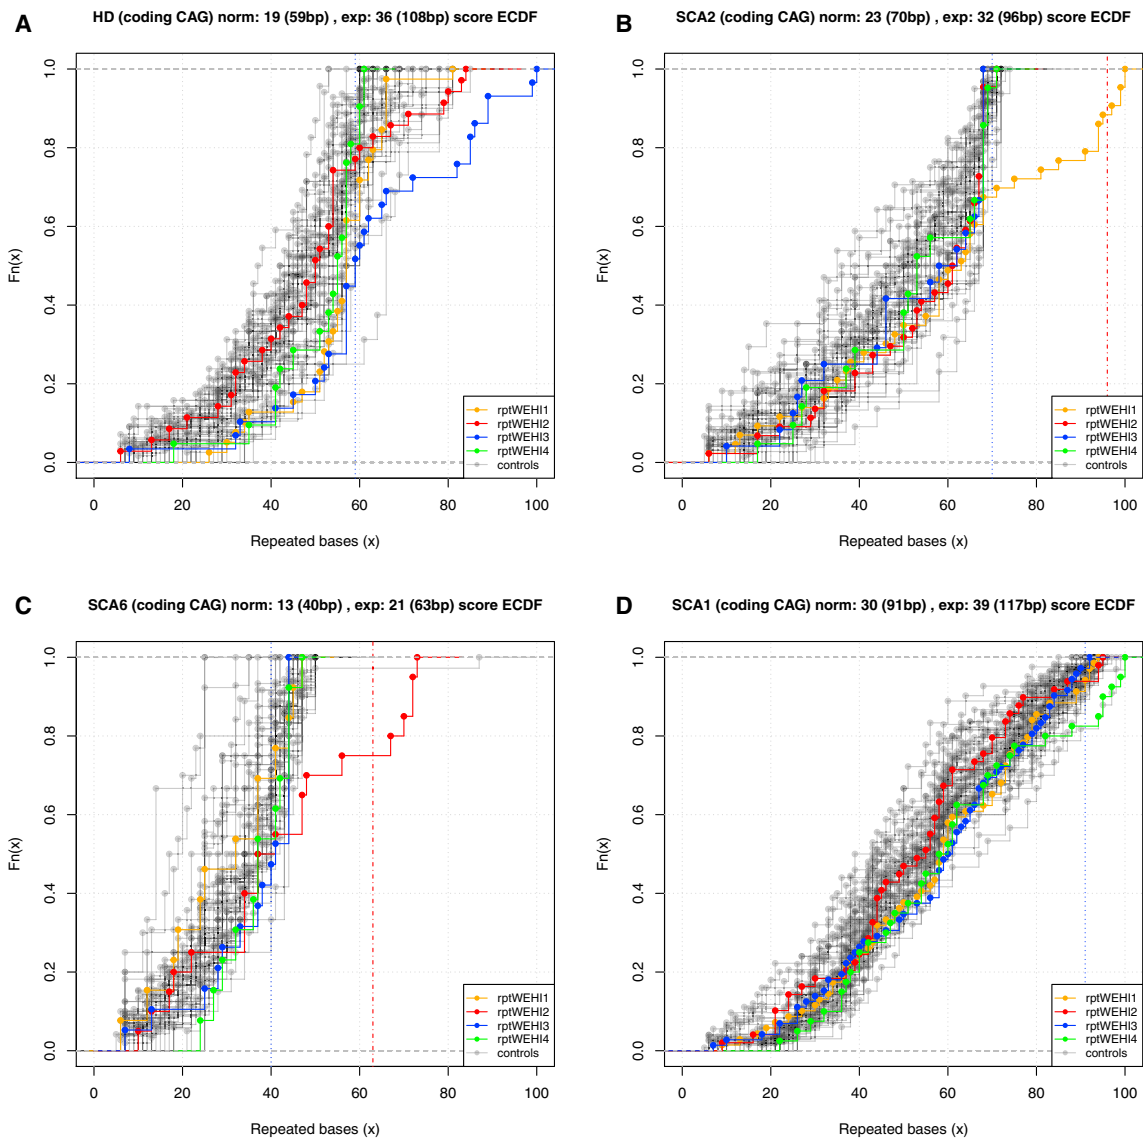 A
HD (coding CAG) norm: 19 (59bp) , exp: 36 (108bp) score ECDF
Fn(x)
1.0
0.8
0.6
0.4
0.2
0.0
rptWEHI1
rptWEHI2
rptWEHI3
rptWEHI4
controls
0 20 40 60 80 100
Repeated bases (x)
B
SCA2 (coding CAG) norm: 23 (70bp) , exp: 32 (96bp) score ECDF
Fn(x)
1.0
0.8
0.6
0.4
0.2
0.0
rptWEHI1
rptWEHI2
rptWEHI3
rptWEHI4
controls
0 20 40 60 80 100
Repeated bases (x)
C
SCA6 (coding CAG) norm: 13 (40bp) , exp: 21 (63bp) score ECDF
Fn(x)
1.0
0.8
0.6
0.4
0.2
0.0
rptWEHI1
rptWEHI2
rptWEHI3
rptWEHI4
controls
0 20 40 60 80 100
Repeated bases (x)
D
SCA1 (coding CAG) norm: 30 (91bp) , exp: 39 (117bp) score ECDF
Fn(x)
1.0
0.8
0.6
0.4
0.2
0.0
rptWEHI1
rptWEHI2
rptWEHI3
rptWEHI4
controls
0 20 40 60 80 100
Repeated bases (x)